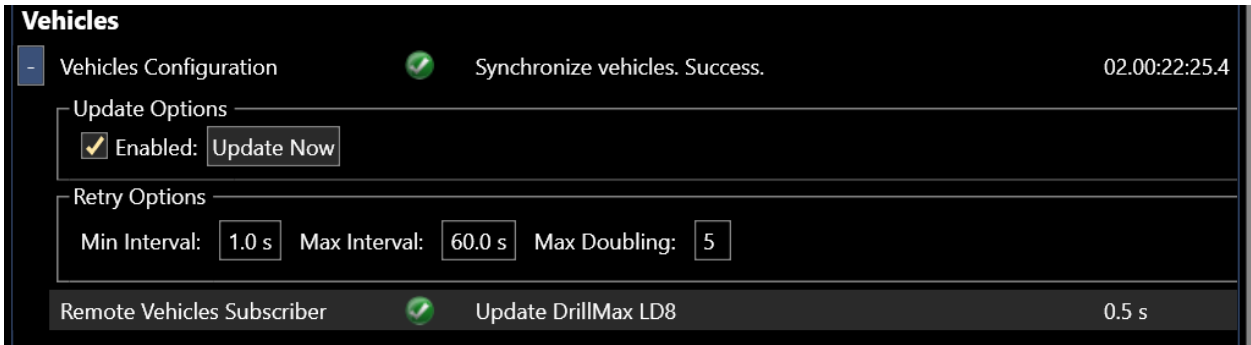 Vehicles
- Vehicles Configuration Synchronize vehicles. Success. 02.00:22:25.4
Update Options
Enabled: Update Now
Retry Options
Min Interval: 1.0 s Max Interval: 60.0 s Max Doubling: 5
Remote Vehicles Subscriber Update DrillMax LD8 0.5 s